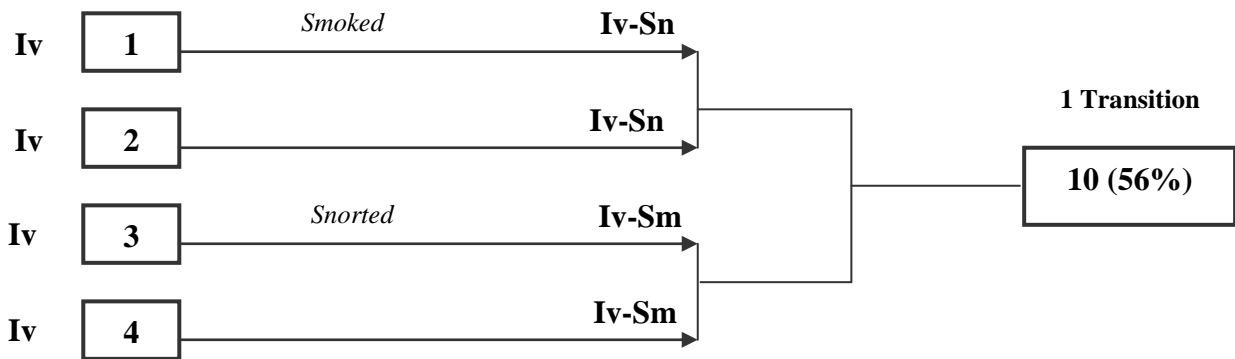 Iv 1 Smoked Iv-Sn
Iv 2 Iv-Sn
1 Transition
10 (56%)
Iv 3 Snorted Iv-Sm
Iv 4 Iv-Sm